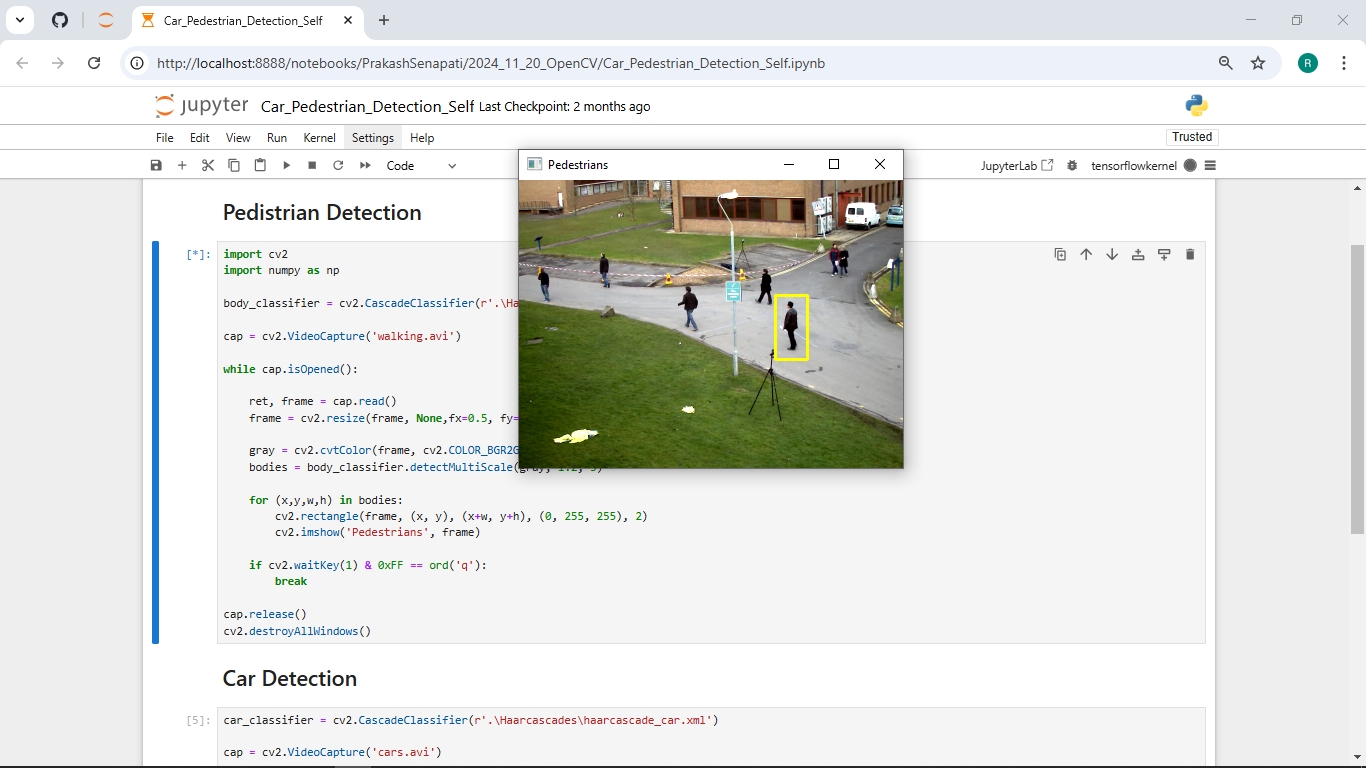 Car_Pedestrian_Detection_Self
http://localhost:8888/notebooks/PrakashSenapati/2024_11_20_OpenCV/Car_Pedestrian_Detection_Self.ipynb
R
jupyter Car_Pedestrian_Detection_Self Last Checkpoint: 2 months ago
File Edit View Run Kernel Settings Help
Trusted
Code
JupyterLab
tensorflowkernel
Pedestrians
Pedistrian Detection
[*]:
import cv2
import numpy as np
body_classifier = cv2.CascadeClassifier(r'.\Ha
cap = cv2.VideoCapture('walking.avi')
while cap.isOpened():
ret, frame = cap.read()
frame = cv2.resize(frame, None,fx=0.5, fy=
gray = cv2.cvtColor(frame, cv2.COLOR_BGR2G
bodies = body_classifier.detectMultiScale(
for (x,y,w,h) in bodies:
cv2.rectangle(frame, (x, y), (x+w, y+h), (0, 255, 255), 2)
cv2.imshow('Pedestrians', frame)
if cv2.waitKey(1) & 0xFF == ord('q'):
break
cap.release()
cv2.destroyAllWindows()
Car Detection
[5]:
car_classifier = cv2.CascadeClassifier(r'.\Haarcascades\haarcascade_car.xml')
cap = cv2.VideoCapture('cars.avi')